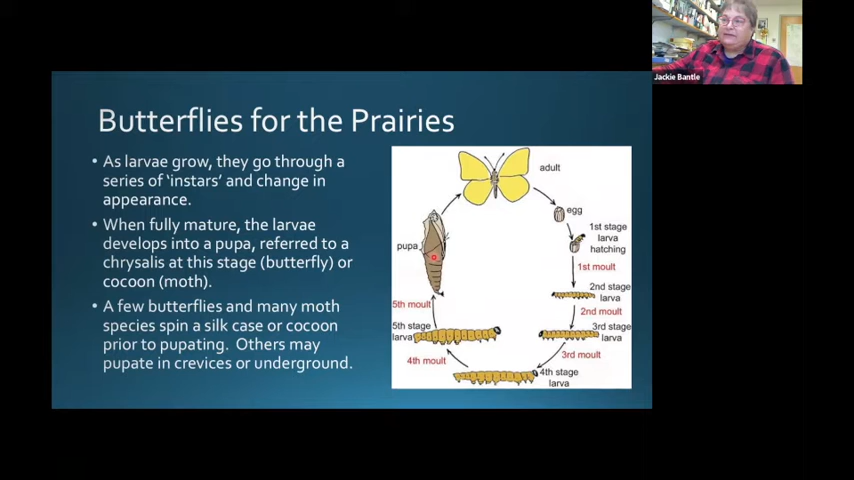 Jackie Bantle
Butterflies for the Prairies
• As larvae grow, they go through a
series of 'instars' and change in
appearance.
• When fully mature, the larvae
develops into a pupa, referred to a
chrysalis at this stage (butterfly) or
cocoon (moth).
• A few butterflies and many moth
species spin a silk case or cocoon
prior to pupating. Others may
pupate in crevices or underground.
adult
egg
1st stage
larva
hatching
1st moult
2nd stage
larva
2nd moult
3rd stage
larva
3rd moult
4th stage
larva
4th moult
5th stage
larva
5th moult
pupa